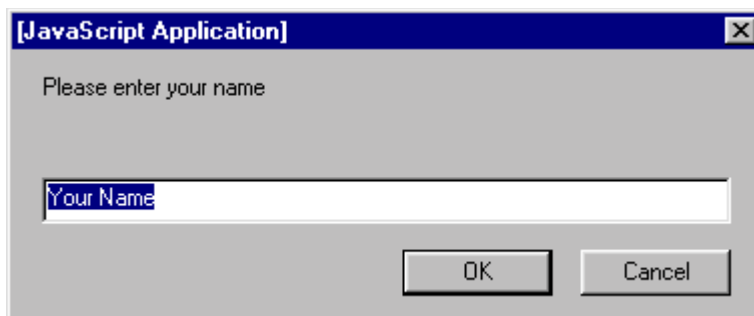 [JavaScript Application]
Please enter your name
Your Name
OK Cancel